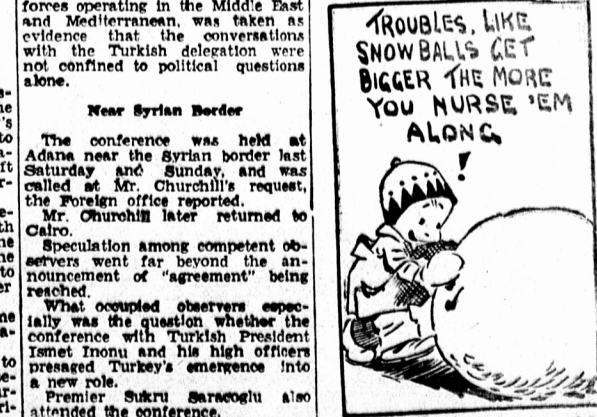 forces operating in the Middle East
and Mediterranean, was taken as
evidence that the conversations
with the Turkish delegation were
not confined to political questions
alone.
Near Syrian Border
The conference was held at
Adana near the Syrian border last
Saturday and Sunday, and was
called at Mr. Churchill's request,
the Foreign office reported.
Mr. Churchill later returned to
Cairo.
Speculation among competent ob-
servers went far beyond the an-
nouncement of "agreement" being
reached.
What occupied observers espec-
ially was the question whether the
conference with Turkish President
Ismet Inonu and his high officers
presaged Turkey's emergence into
a new role.
Premier Sukru Saracoglu also
attended the conference.
TROUBLES, LIKE
SNOWBALLS GET
BIGGER THE MORE
YOU NURSE 'EM
ALONG
!